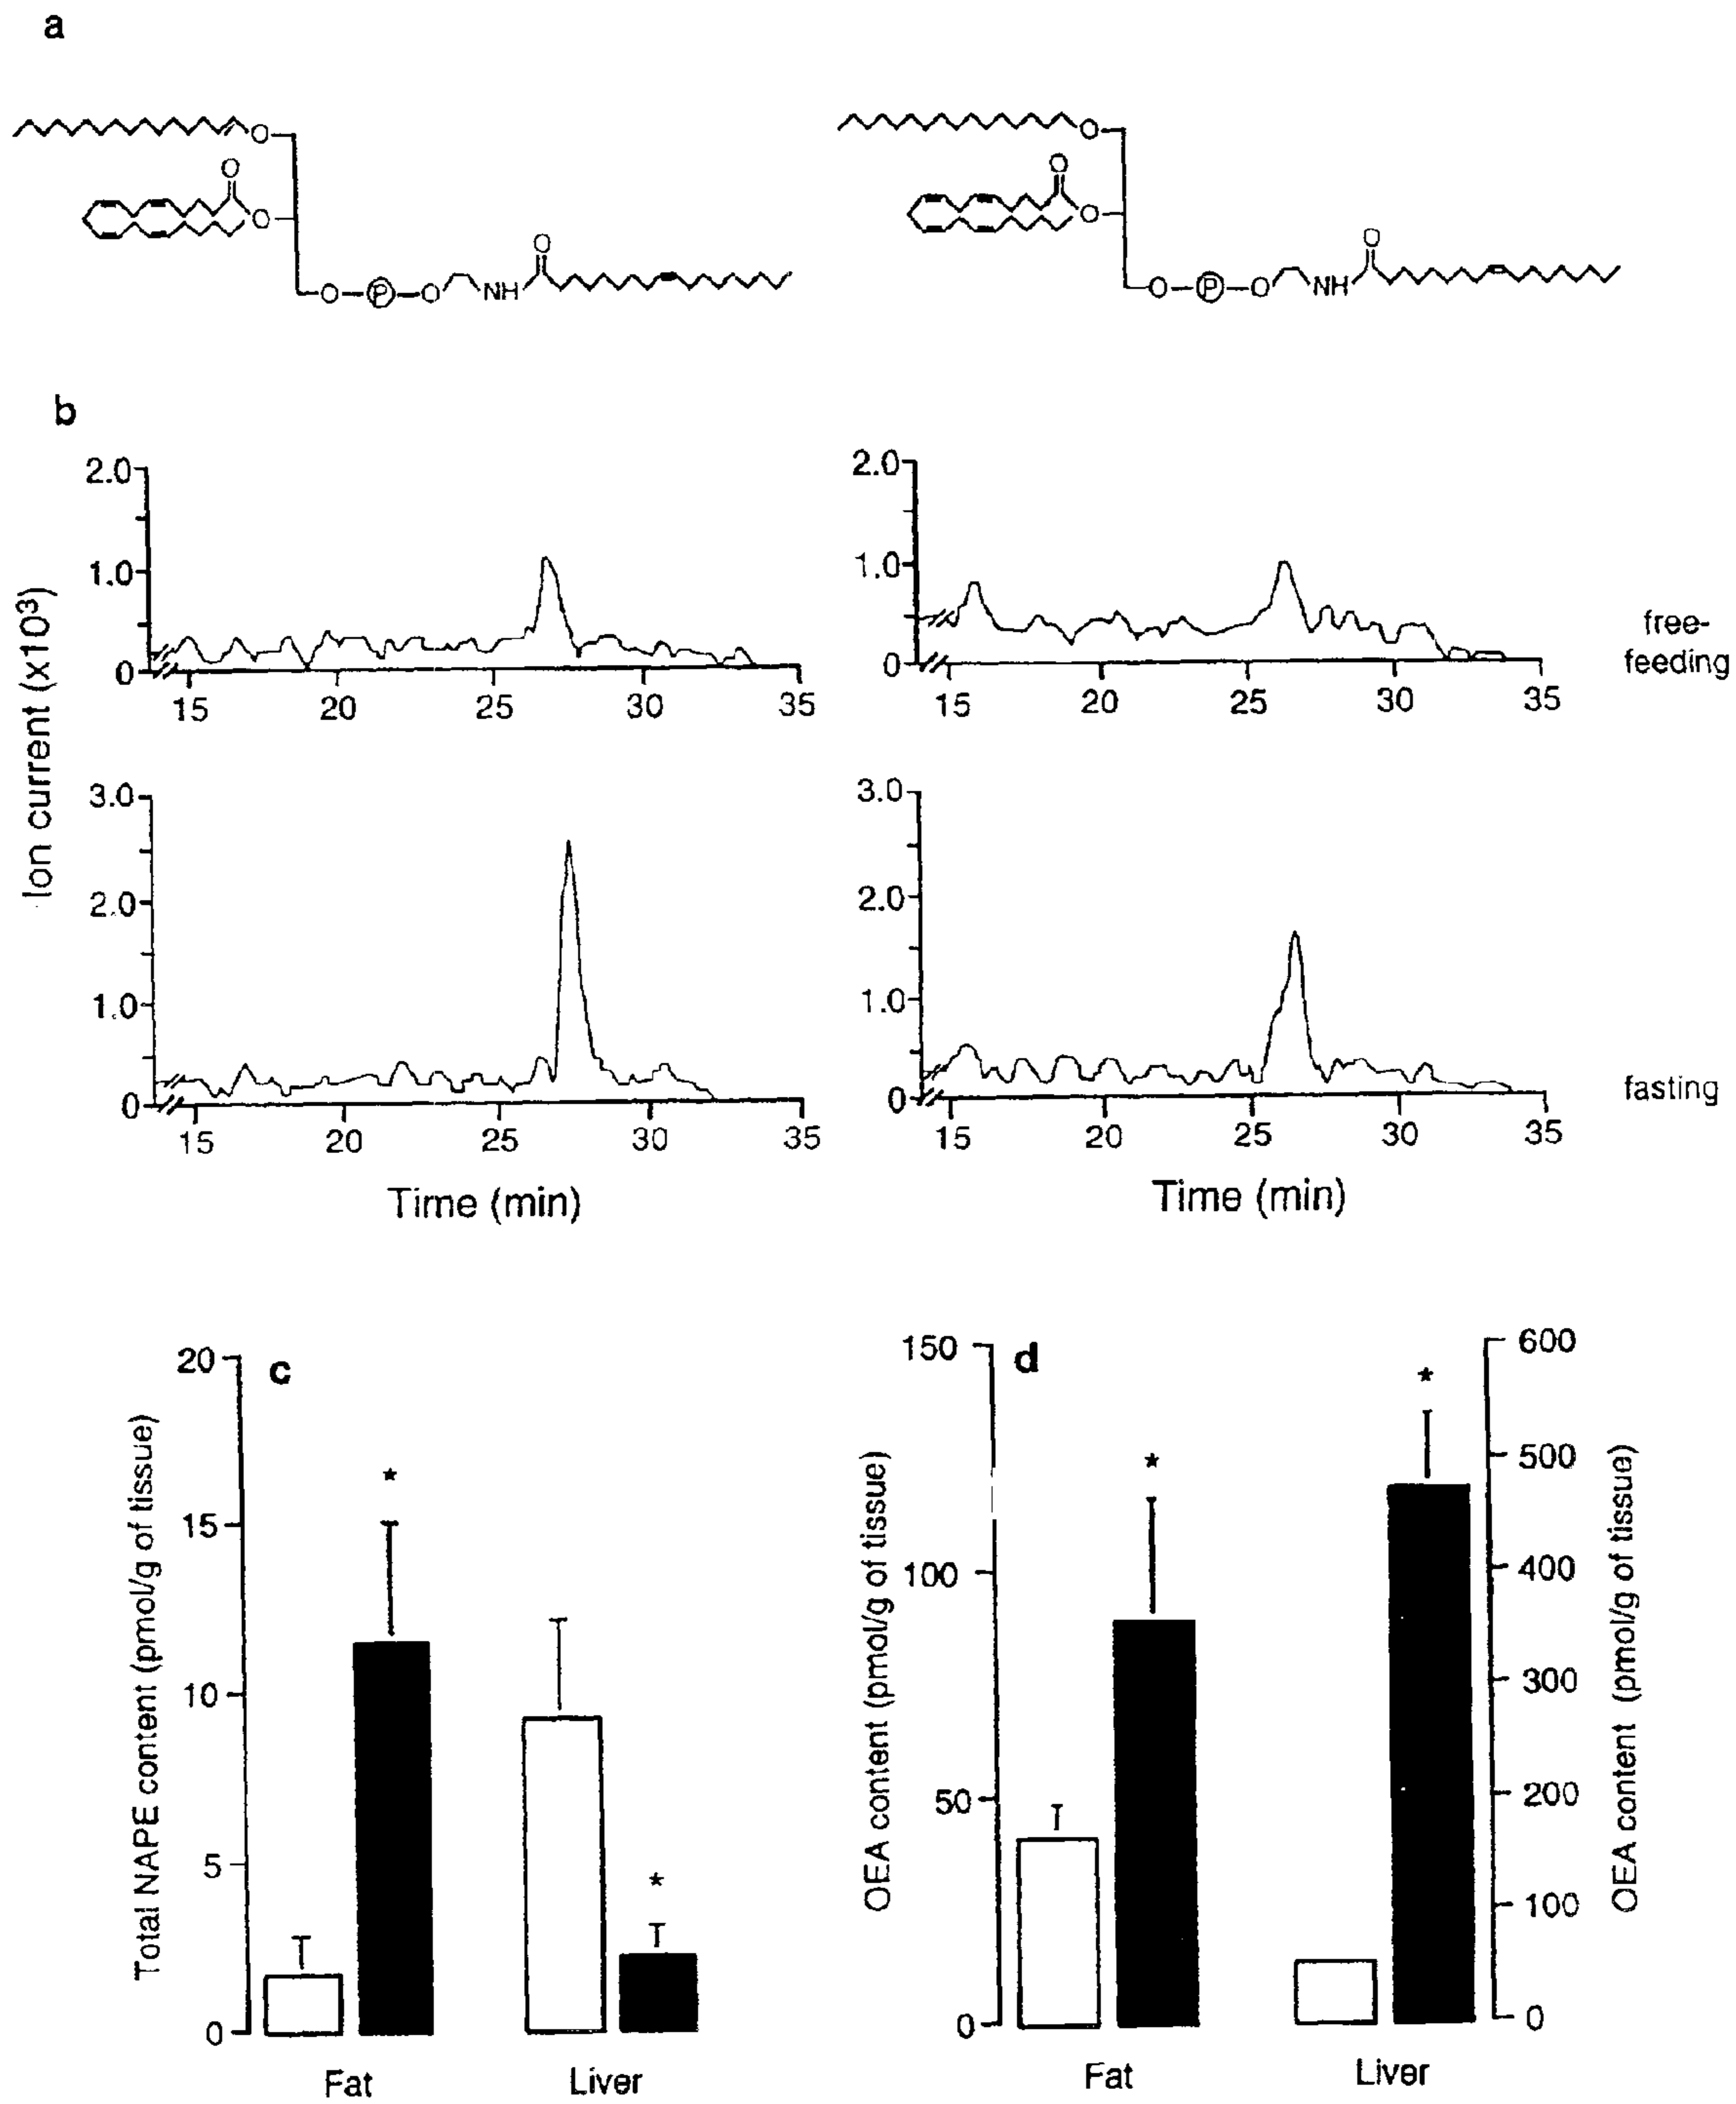 a
O
O
O
O
O
O
O P O NH
O P O NH
b
Ion current (x10³)
2.0
1.0
0
15 20 25 30 35
2.0
1.0
0
15 20 25 30 35
free-
feeding
3.0
2.0
1.0
0
15 20 25 30 35
Time (min)
3.0
2.0
1.0
0
15 20 25 30 35
Time (min)
fasting
c
Total NAPE content (pmol/g of tissue)
20
15
10
5
0
*
*
Fat Liver
d
OEA content (pmol/g of tissue)
150
100
50
0
*
*
600
500
400
300
200
100
0
OEA content (pmol/g of tissue)
Fat Liver